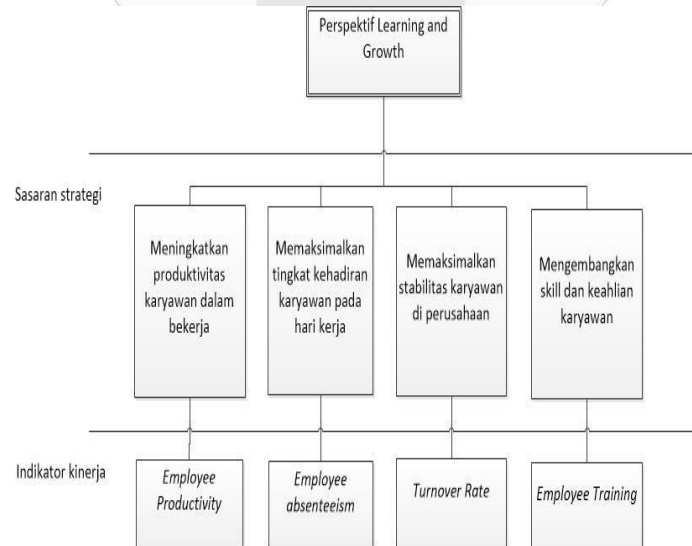 Perspektif Learning and
Growth
Sasaran strategi
Meningkatkan
produktivitas
karyawan dalam
bekerja
Memaksimalkan
tingkat kehadiran
karyawan pada
hari kerja
Memaksimalkan
stabilitas karyawan
di perusahaan
Mengembangkan
skill dan keahlian
karyawan
Indikator kinerja
Employee
Productivity
Employee
absenteeism
Turnover Rate
Employee Training